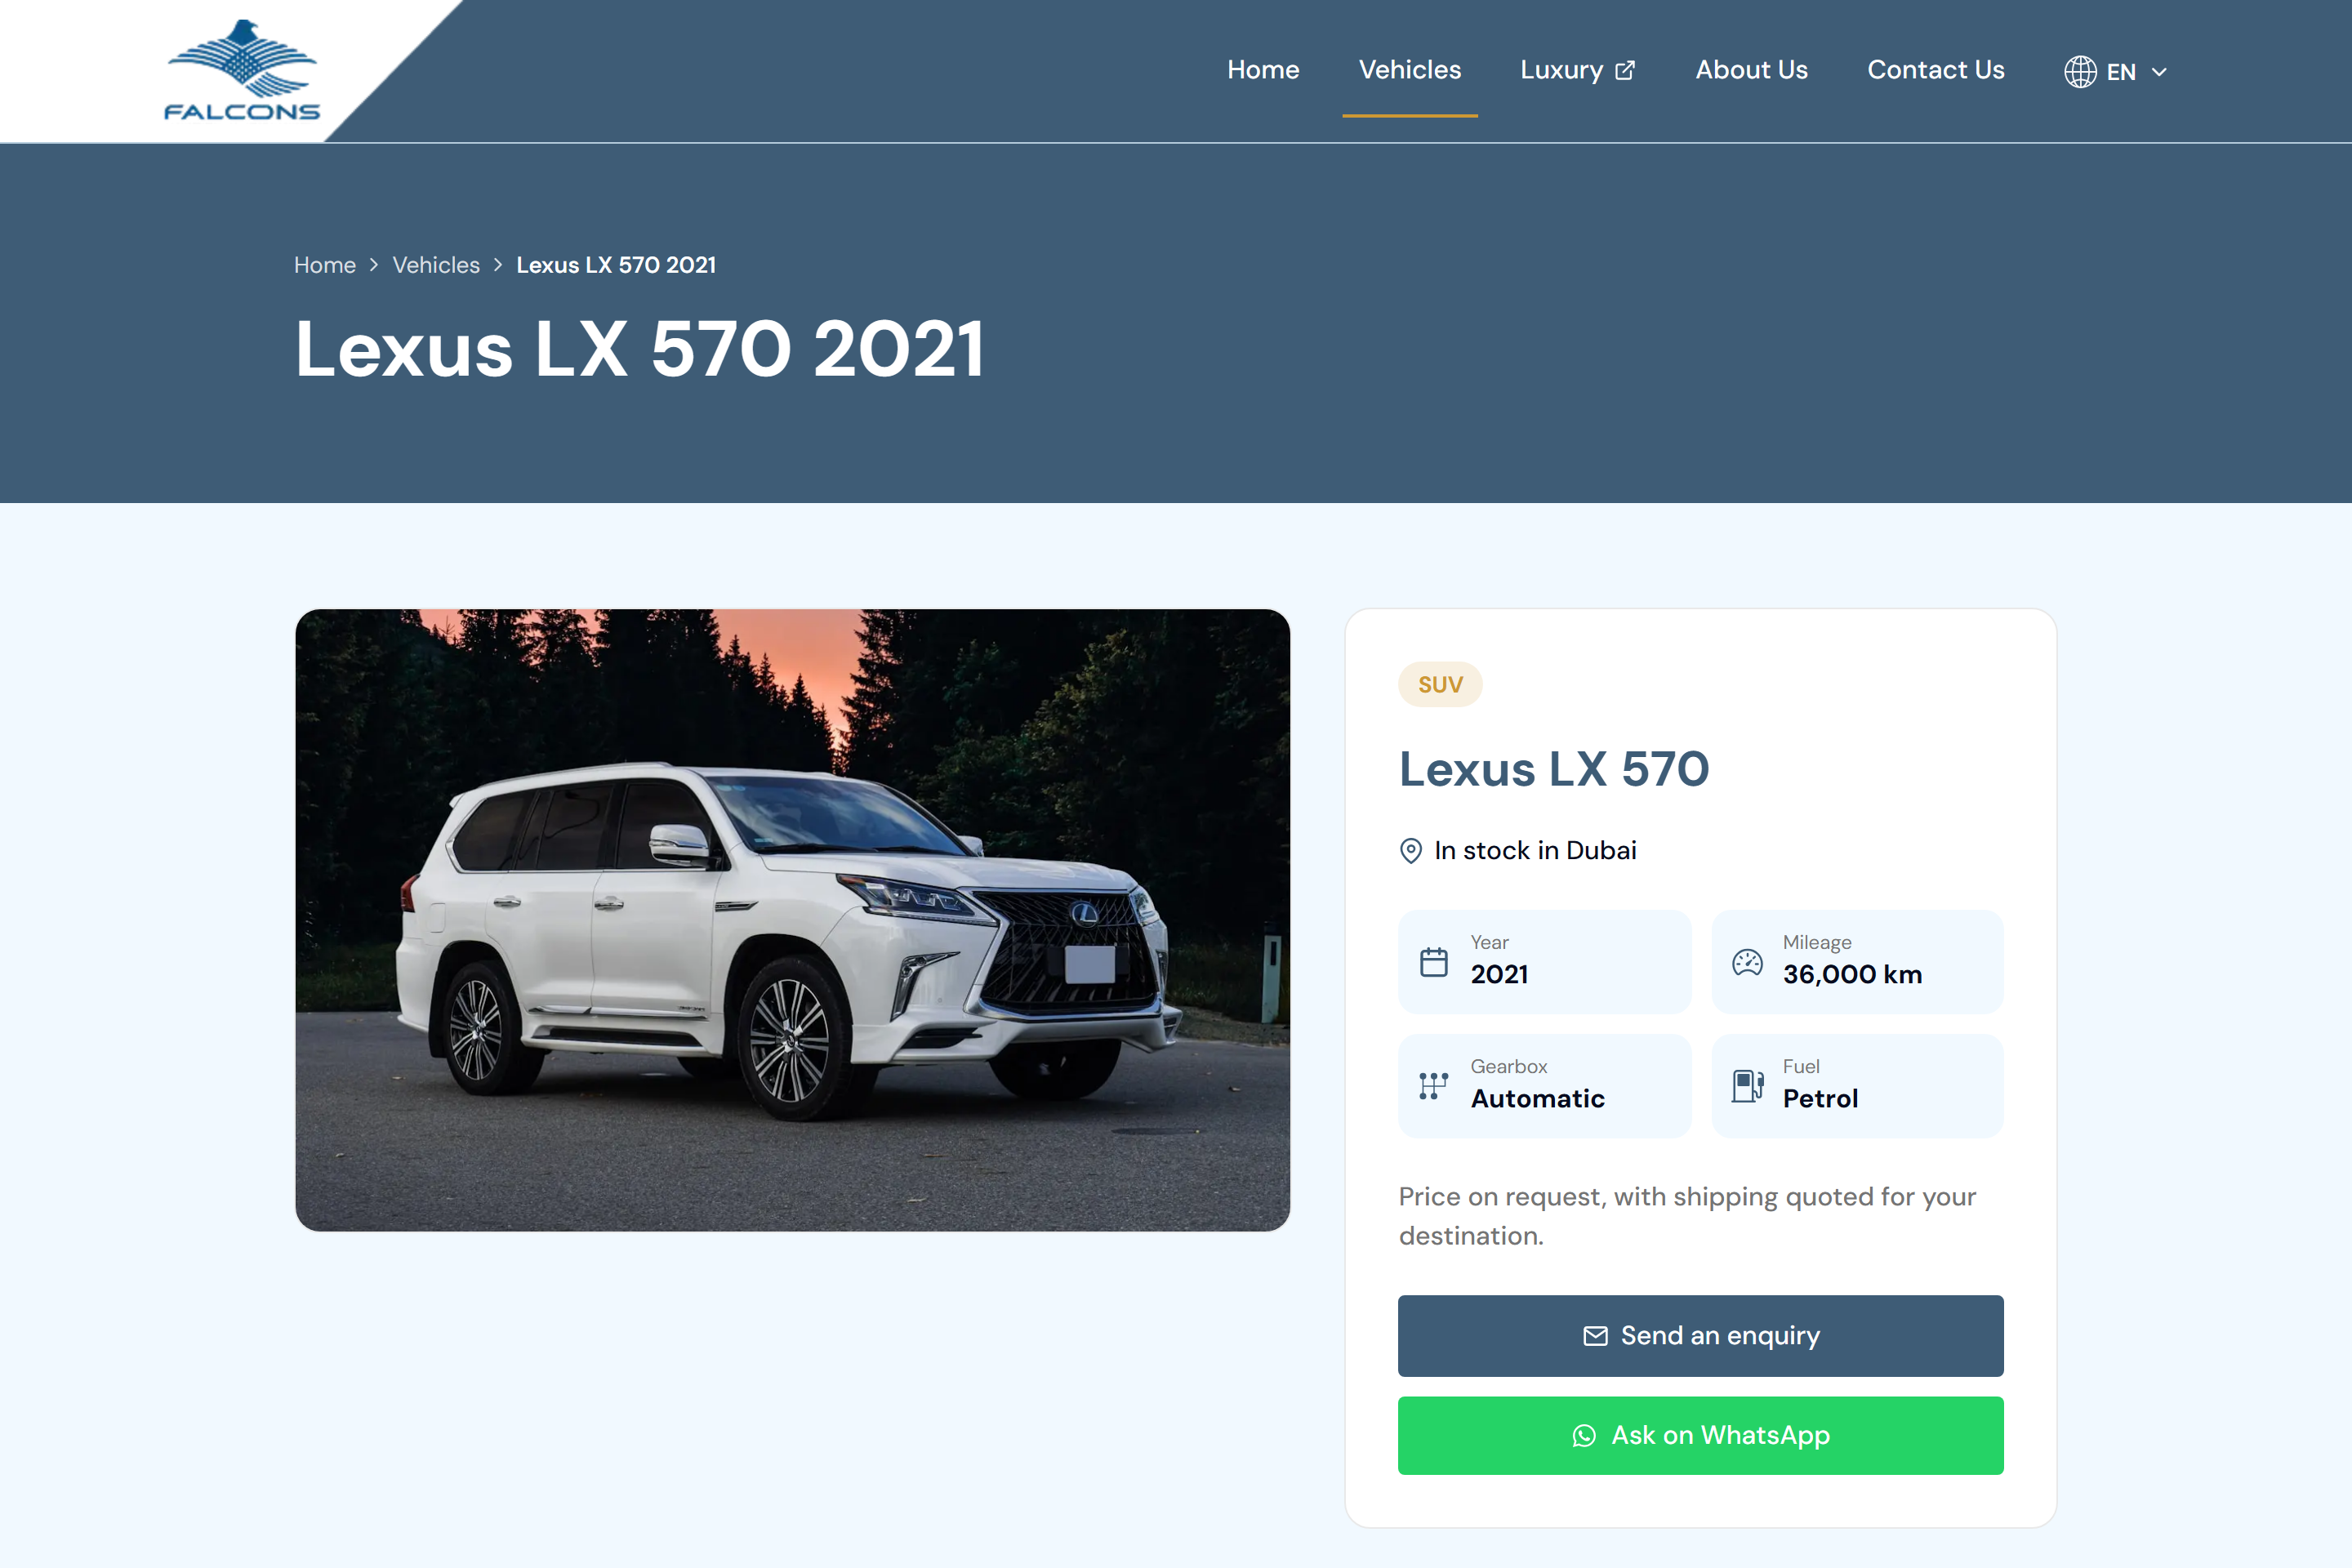 FALCONS
Home Vehicles Luxury About Us Contact Us EN
Home > Vehicles > Lexus LX 570 2021
Lexus LX 570 2021
SUV
Lexus LX 570
In stock in Dubai
Year
2021
Mileage
36,000 km
Gearbox
Automatic
Fuel
Petrol
Price on request, with shipping quoted for your
destination.
Send an enquiry
Ask on WhatsApp